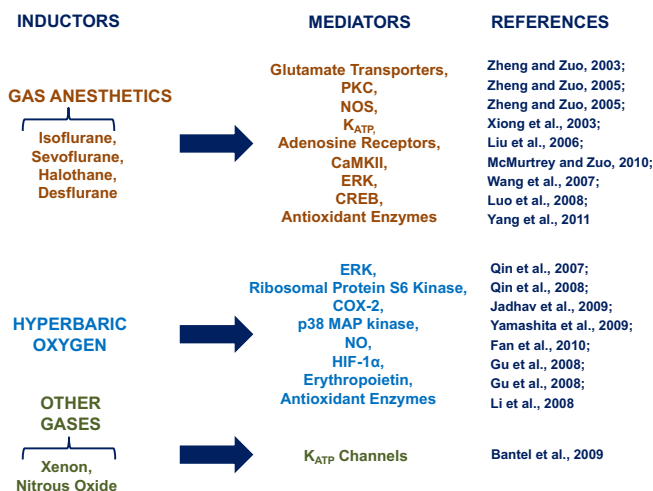 INDUCTORS
MEDIATORS
REFERENCES
GAS ANESTHETICS
Isoflurane,
Sevoflurane,
Halothane,
Desflurane
Glutamate Transporters,
PKC,
NOS,
K_ATP,
Adenosine Receptors,
CaMKII,
ERK,
CREB,
Antioxidant Enzymes
Zheng and Zuo, 2003;
Zheng and Zuo, 2005;
Zheng and Zuo, 2005;
Xiong et al., 2003;
Liu et al., 2006;
McMurtrey and Zuo, 2010;
Wang et al., 2007;
Luo et al., 2008;
Yang et al., 2011
HYPERBARIC
OXYGEN
ERK,
Ribosomal Protein S6 Kinase,
COX-2,
p38 MAP kinase,
NO,
HIF-1α,
Erythropoietin,
Antioxidant Enzymes
Qin et al., 2007;
Qin et al., 2008;
Jadhav et al., 2009;
Yamashita et al., 2009;
Fan et al., 2010;
Gu et al., 2008;
Gu et al., 2008;
Li et al., 2008
OTHER
GASES
Xenon,
Nitrous Oxide
K_ATP Channels
Bantel et al., 2009